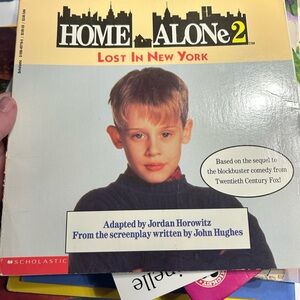 HOME ALONe 2
LOST IN NEW YORK
Based on the sequel to
the blockbuster comedy from
Twentieth Century Fox!
Adapted by Jordan Horowitz
From the screenplay written by John Hughes
SCHOLASTIC
nelle